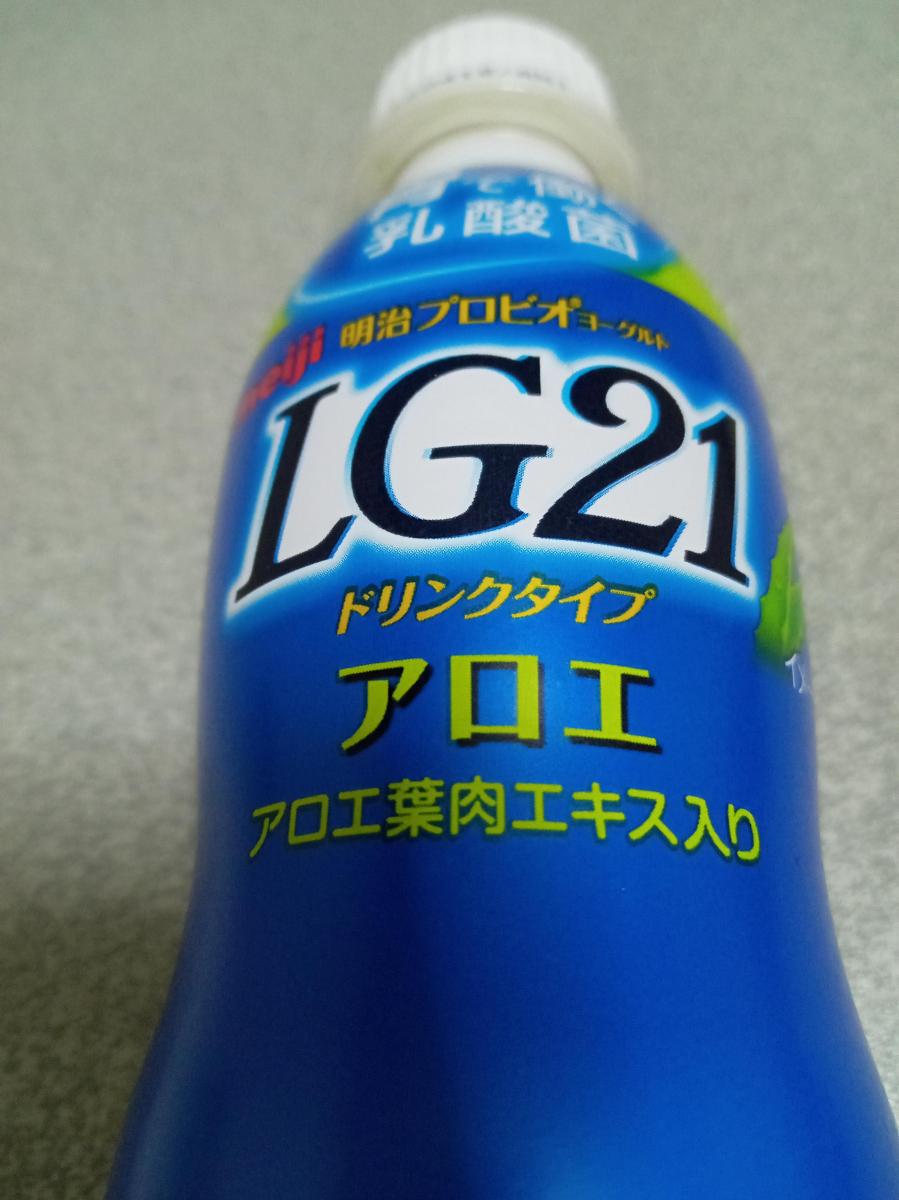 乳酸菌
meiji 明治プロビオヨーグルト
LG21
ドリンクタイプ
アロエ
アロエ葉肉エキス入り